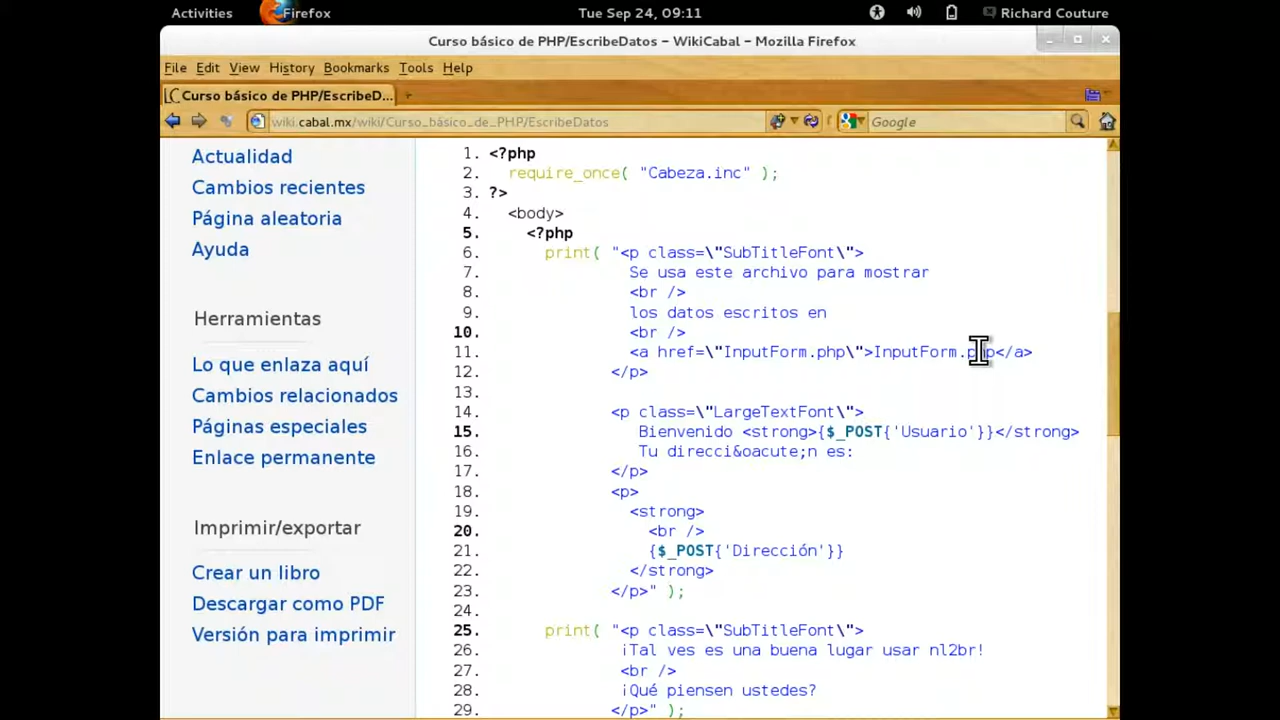 Activities Firefox Tue Sep 24, 09:11 Richard Couture
Curso básico de PHP/EscribeDatos – WikiCabal – Mozilla Firefox
File Edit View History Bookmarks Tools Help
Curso básico de PHP/EscribeD...
wiki.cabal.mx/wiki/Curso_básico_de_PHP/EscribeDatos Google
Actualidad
Cambios recientes
Página aleatoria
Ayuda
Herramientas
Lo que enlaza aquí
Cambios relacionados
Páginas especiales
Enlace permanente
Imprimir/exportar
Crear un libro
Descargar como PDF
Versión para imprimir
1. <?php
2. require_once( "Cabeza.inc" );
3. ?>
4. <body>
5. <?php
6. print( "<p class=\"SubTitleFont\">
7. Se usa este archivo para mostrar
8. <br />
9. los datos escritos en
10. <br />
11. <a href=\"InputForm.php\">InputForm.php</a>
12. </p>
13.
14. <p class=\"LargeTextFont\">
15. Bienvenido <strong>{$_POST{'Usuario'}}</strong>
16. Tu direcci&oacute;n es:
17. </p>
18. <p>
19. <strong>
20. <br />
21. {$_POST{'Dirección'}}
22. </strong>
23. </p>" );
24.
25. print( "<p class=\"SubTitleFont\">
26. ¡Tal ves es una buena lugar usar nl2br!
27. <br />
28. ¡Qué piensen ustedes?
29. </p>" );